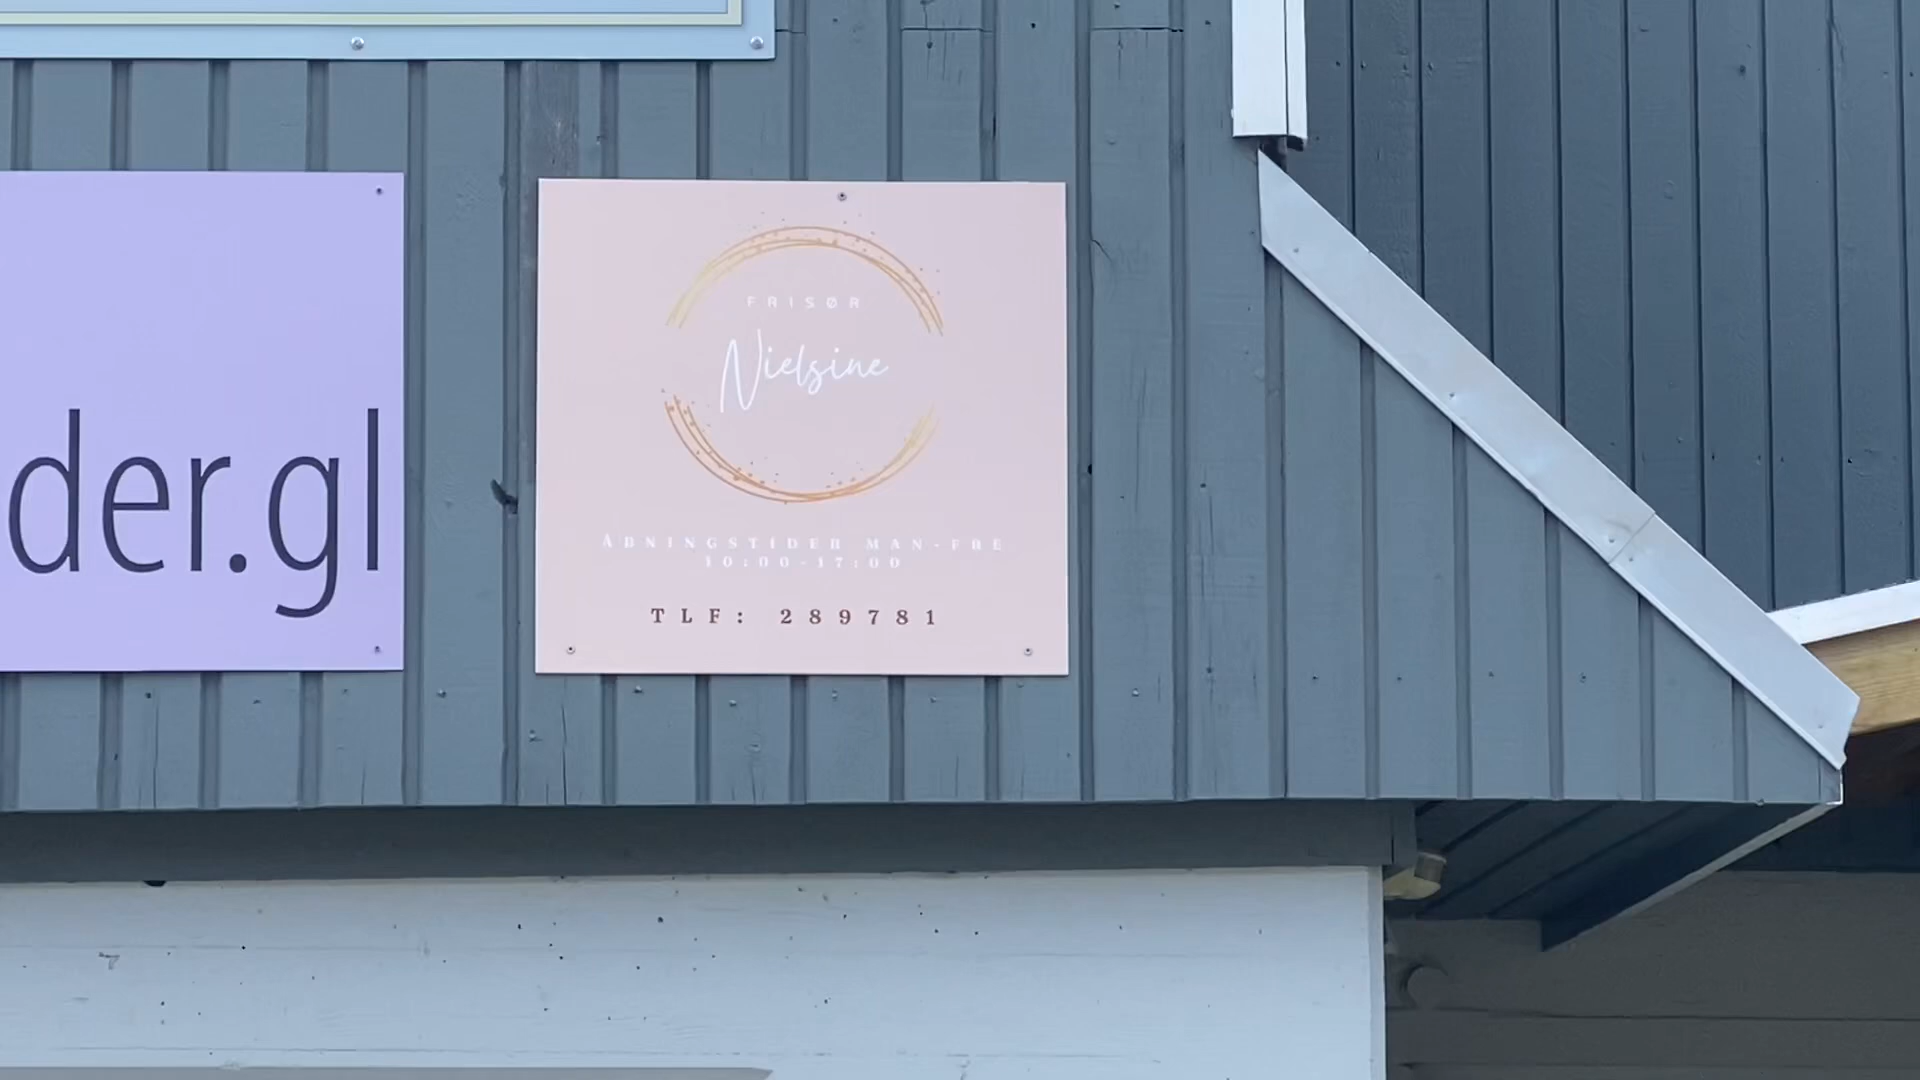 der.gl
FRISØR
Nielsine
ÅBNINGSTIDER MAN-FRE
10:00-17:00
TLF: 289781